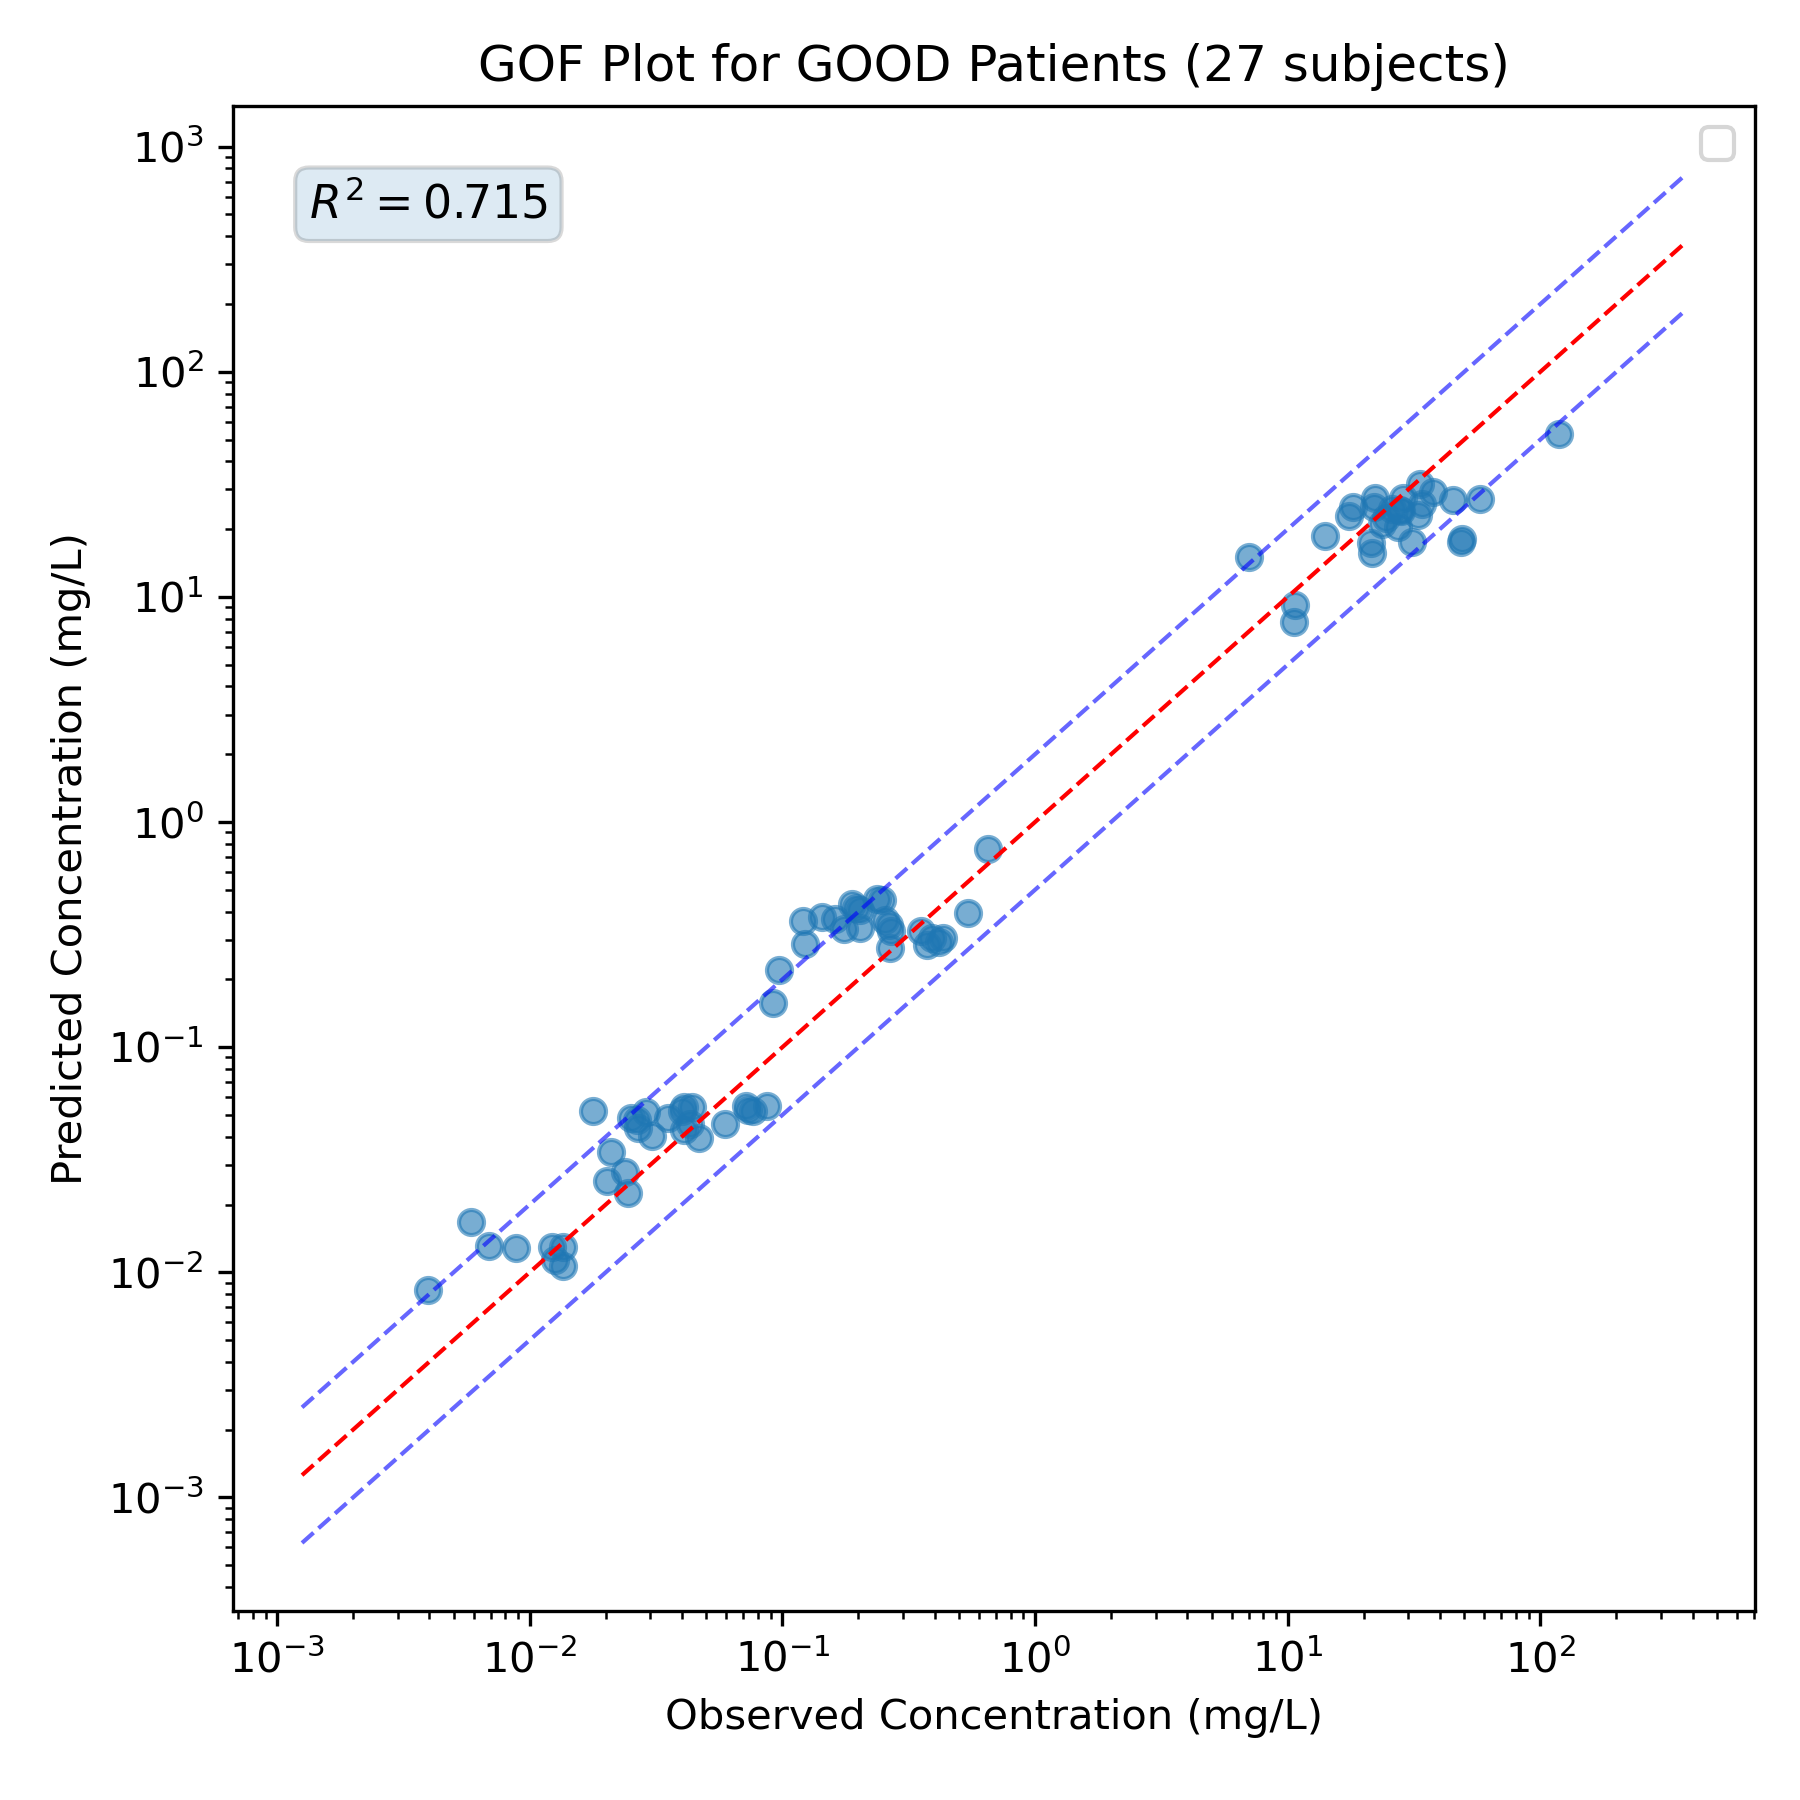 GOF Plot for GOOD Patients (27 subjects)
R² = 0.715
Predicted Concentration (mg/L)
10³
10²
10¹
10⁰
10⁻¹
10⁻²
10⁻³
10⁻³ 10⁻² 10⁻¹ 10⁰ 10¹ 10²
Observed Concentration (mg/L)